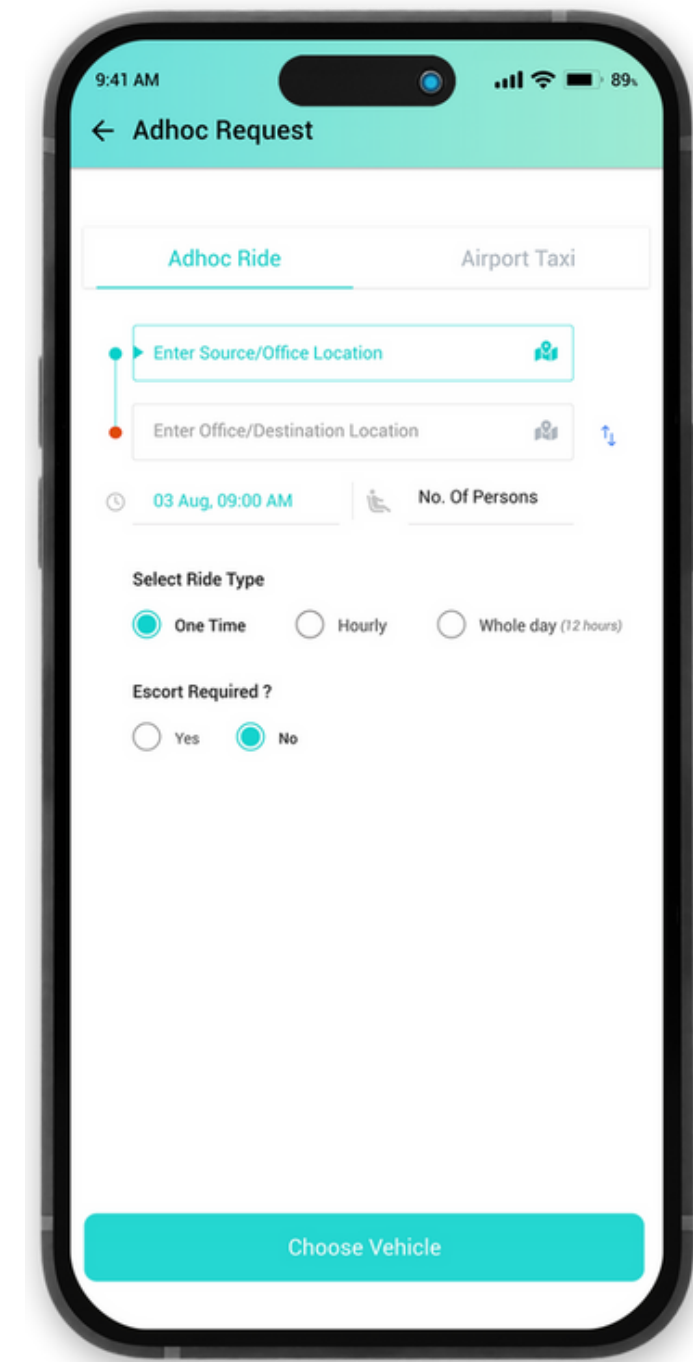 9:41 AM 89%
Adhoc Request
Adhoc Ride Airport Taxi
Enter Source/Office Location
Enter Office/Destination Location
03 Aug, 09:00 AM No. Of Persons
Select Ride Type
One Time Hourly Whole day (12 hours)
Escort Required ?
Yes No
Choose Vehicle